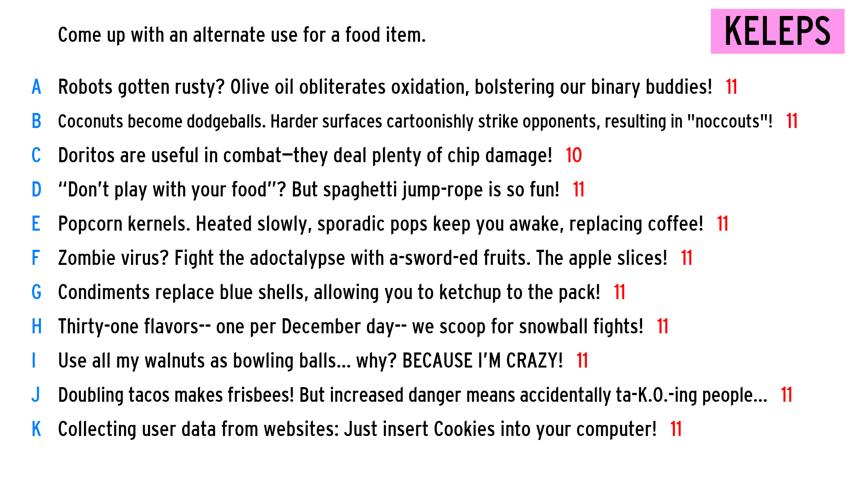 Come up with an alternate use for a food item.
KELEPS
A Robots gotten rusty? Olive oil obliterates oxidation, bolstering our binary buddies! 11
B Coconuts become dodgeballs. Harder surfaces cartoonishly strike opponents, resulting in "noccouts"! 11
C Doritos are useful in combat—they deal plenty of chip damage! 10
D “Don’t play with your food”? But spaghetti jump-rope is so fun! 11
E Popcorn kernels. Heated slowly, sporadic pops keep you awake, replacing coffee! 11
F Zombie virus? Fight the adoctalypse with a-sword-ed fruits. The apple slices! 11
G Condiments replace blue shells, allowing you to ketchup to the pack! 11
H Thirty-one flavors-- one per December day-- we scoop for snowball fights! 11
I Use all my walnuts as bowling balls... why? BECAUSE I’M CRAZY! 11
J Doubling tacos makes frisbees! But increased danger means accidentally ta-K.O.-ing people... 11
K Collecting user data from websites: Just insert Cookies into your computer! 11